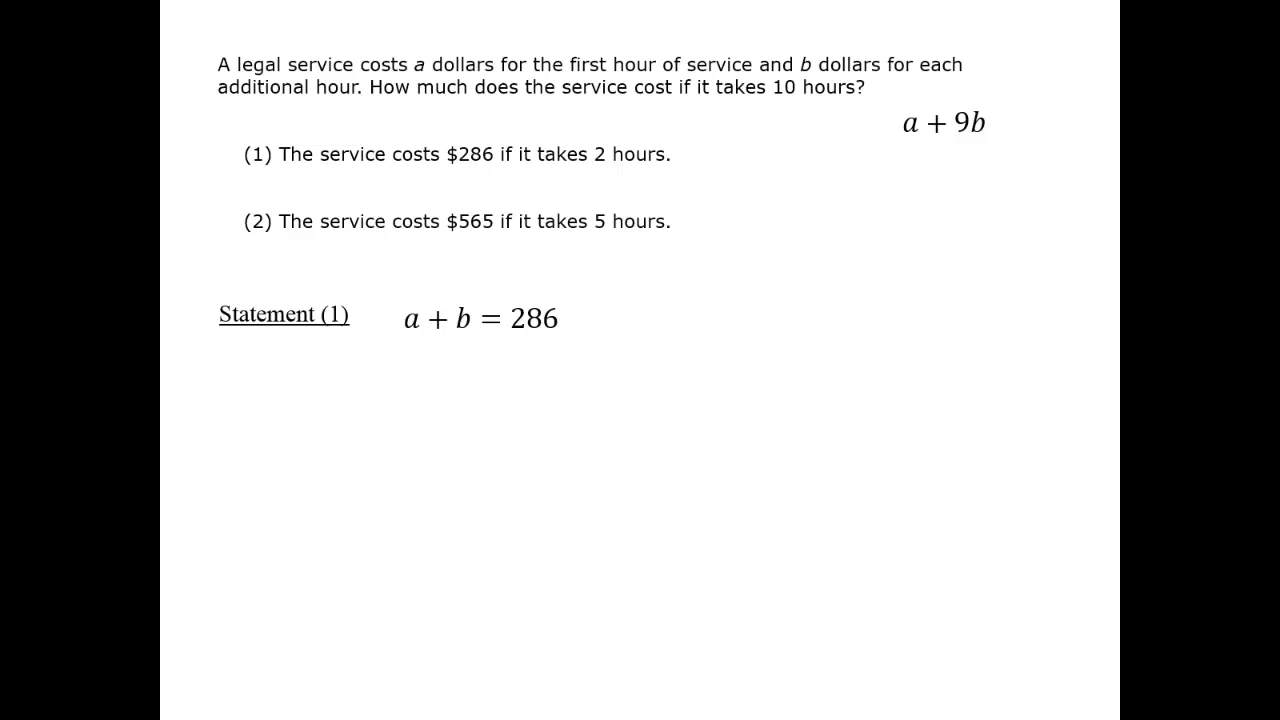 A legal service costs a dollars for the first hour of service and b dollars for each
additional hour. How much does the service cost if it takes 10 hours?
a + 9b
(1) The service costs $286 if it takes 2 hours.
(2) The service costs $565 if it takes 5 hours.
Statement (1) a + b = 286